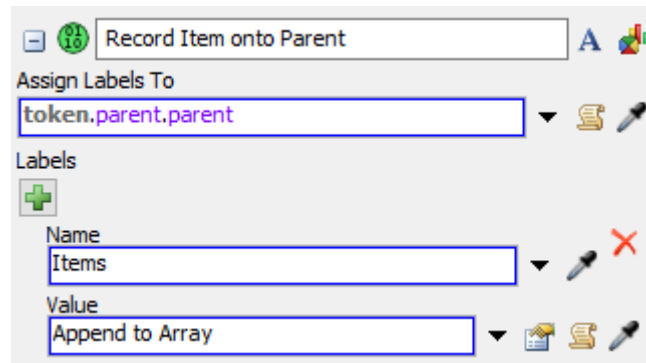 Record Item onto Parent
A
Assign Labels To
token.parent.parent
Labels
Name
Items
Value
Append to Array